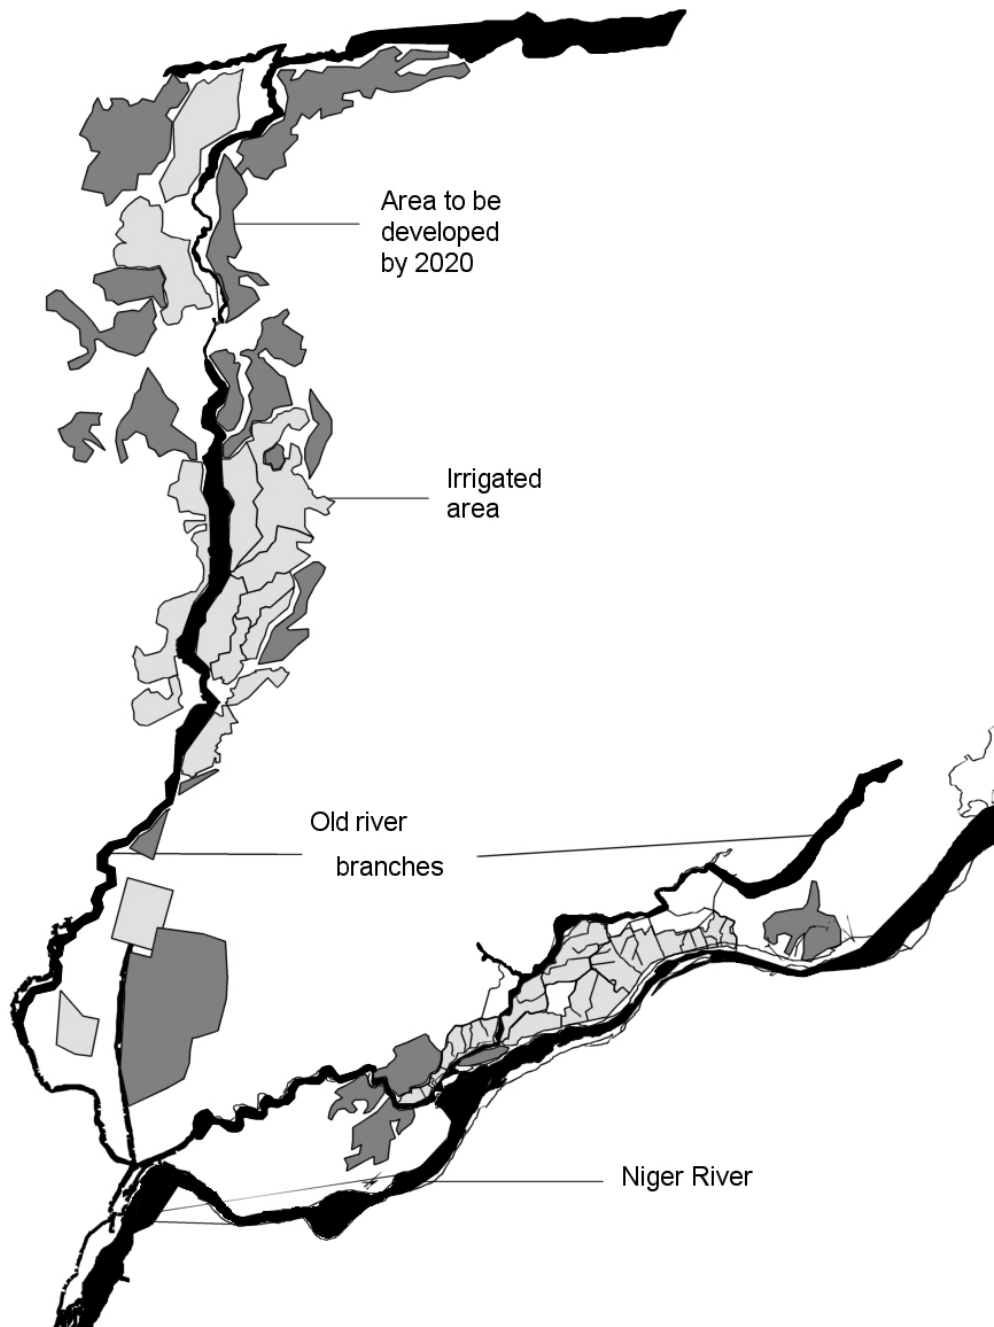 Area to be
developed
by 2020
Irrigated
area
Old river
branches
Niger River